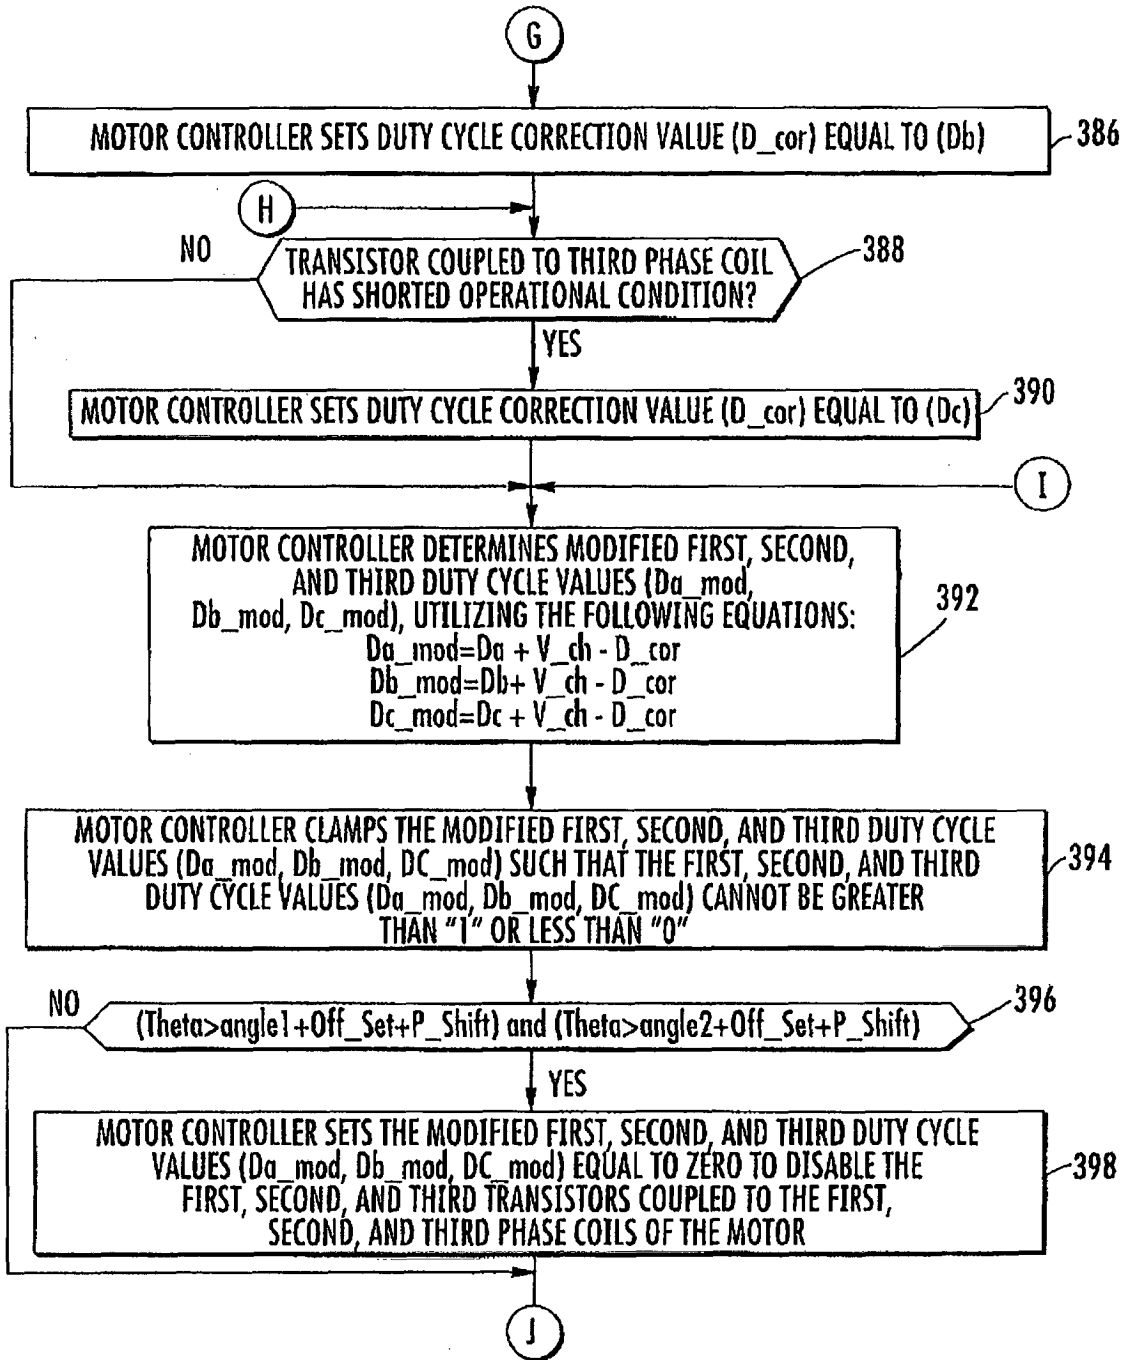 G
MOTOR CONTROLLER SETS DUTY CYCLE CORRECTION VALUE (D_cor) EQUAL TO (Db)
386
H
NO
TRANSISTOR COUPLED TO THIRD PHASE COIL
HAS SHORTED OPERATIONAL CONDITION?
388
YES
MOTOR CONTROLLER SETS DUTY CYCLE CORRECTION VALUE (D_cor) EQUAL TO (Dc)
390
I
MOTOR CONTROLLER DETERMINES MODIFIED FIRST, SECOND,
AND THIRD DUTY CYCLE VALUES (Da_mod,
Db_mod, Dc_mod), UTILIZING THE FOLLOWING EQUATIONS:
Da_mod=Da + V_ch - D_cor
Db_mod=Db+ V_ch - D_cor
Dc_mod=Dc + V_ch - D_cor
392
MOTOR CONTROLLER CLAMPS THE MODIFIED FIRST, SECOND, AND THIRD DUTY CYCLE
VALUES (Da_mod, Db_mod, DC_mod) SUCH THAT THE FIRST, SECOND, AND THIRD
DUTY CYCLE VALUES (Da_mod, Db_mod, DC_mod) CANNOT BE GREATER
THAN "1" OR LESS THAN "0"
394
NO
(Theta>angle1+Off_Set+P_Shift) and (Theta>angle2+Off_Set+P_Shift)
396
YES
MOTOR CONTROLLER SETS THE MODIFIED FIRST, SECOND, AND THIRD DUTY CYCLE
VALUES (Da_mod, Db_mod, DC_mod) EQUAL TO ZERO TO DISABLE THE
FIRST, SECOND, AND THIRD TRANSISTORS COUPLED TO THE FIRST,
SECOND, AND THIRD PHASE COILS OF THE MOTOR
398
J